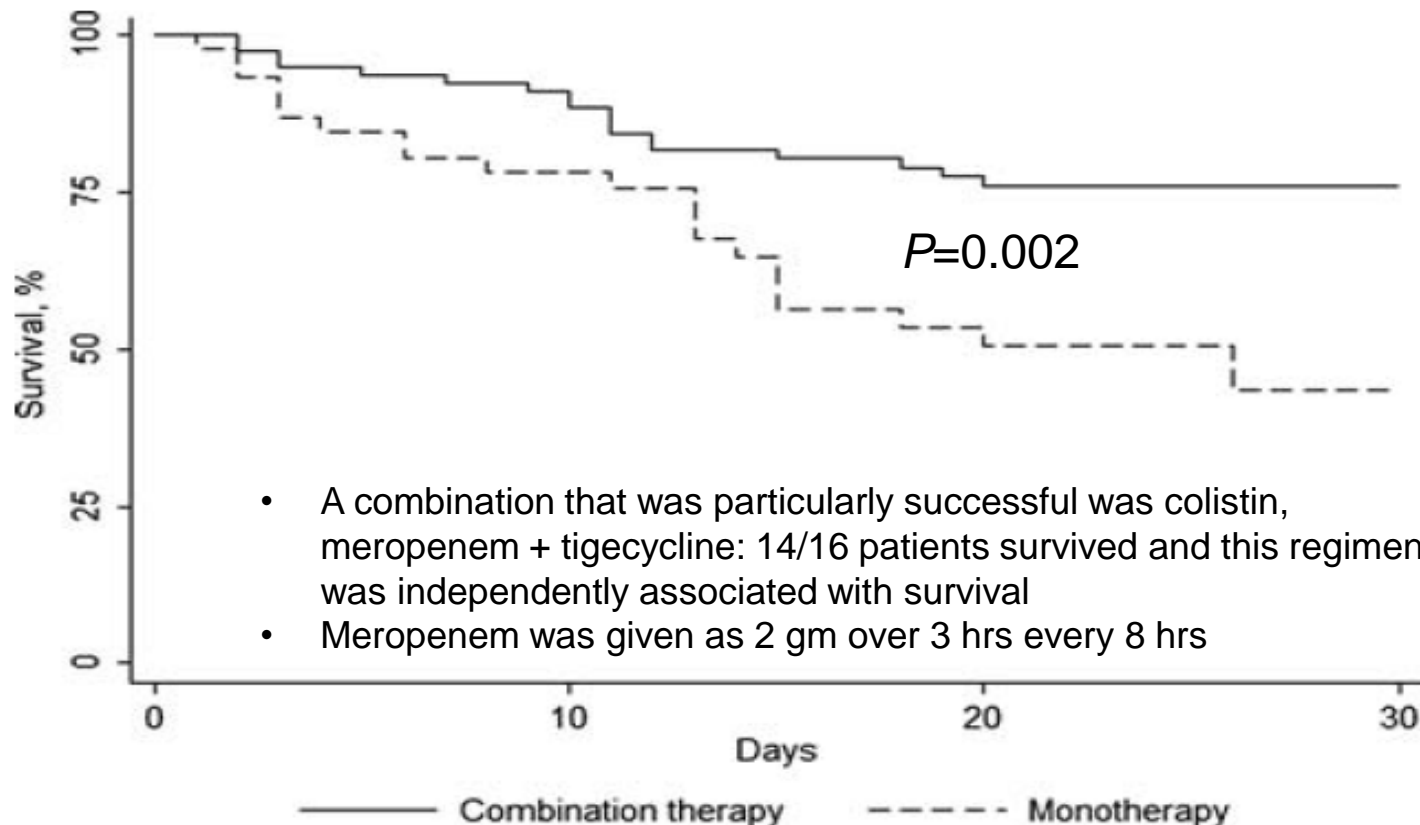 100
75
50
25
0
Survival, %
P=0.002
• A combination that was particularly successful was colistin,
meropenem + tigecycline: 14/16 patients survived and this regimen
was independently associated with survival
• Meropenem was given as 2 gm over 3 hrs every 8 hrs
0 10 20 30
Days
Combination therapy Monotherapy